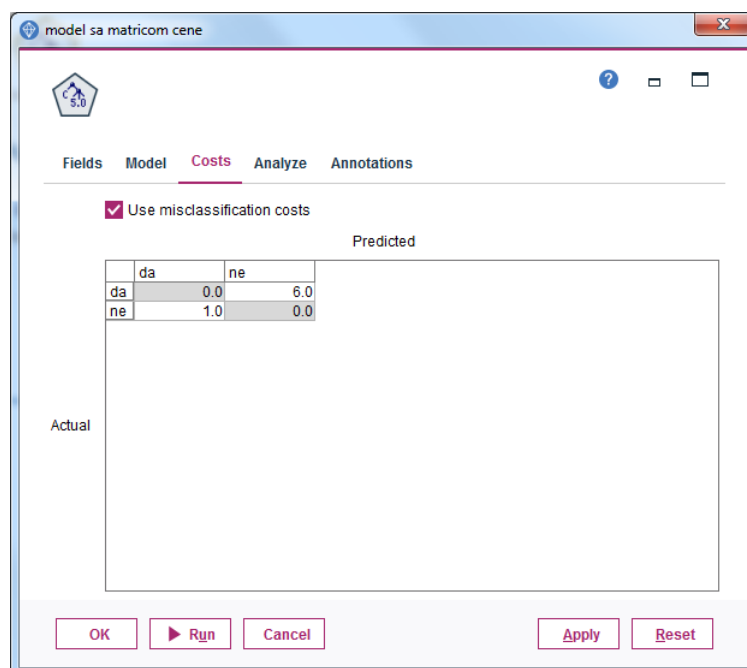 model sa matricom cene
C 5.0
Fields Model Costs Analyze Annotations
Use misclassification costs
Predicted
da ne
da 0.0 6.0
ne 1.0 0.0
Actual
OK Run Cancel Apply Reset